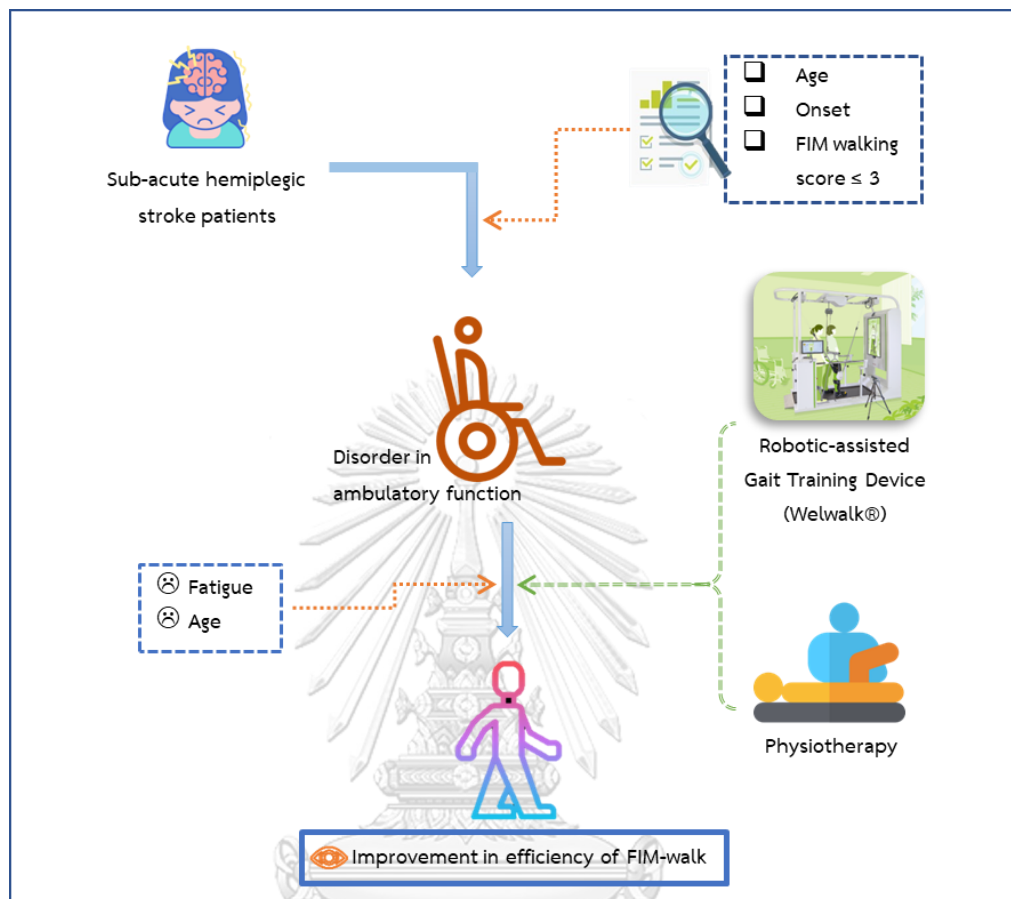 Sub-acute hemiplegic
stroke patients
❑ Age
❑ Onset
❑ FIM walking
score ≤ 3
Disorder in
ambulatory function
Robotic-assisted
Gait Training Device
(Welwalk®)
☹ Fatigue
☹ Age
Physiotherapy
Improvement in efficiency of FIM-walk